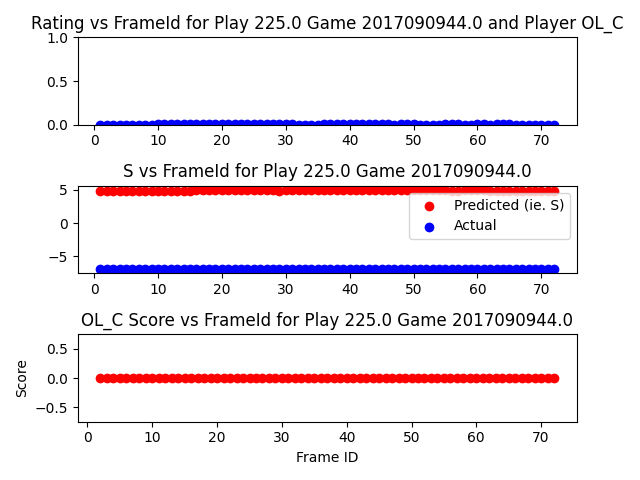 Rating vs FrameId for Play 225.0 Game 2017090944.0 and Player OL_C
1.0
0.5
0.0
0 10 20 30 40 50 60 70
S vs FrameId for Play 225.0 Game 2017090944.0
5
0
−5
Predicted (ie. S)
Actual
0 10 20 30 40 50 60 70
OL_C Score vs FrameId for Play 225.0 Game 2017090944.0
0.5
0.0
−0.5
Score
0 10 20 30 40 50 60 70
Frame ID